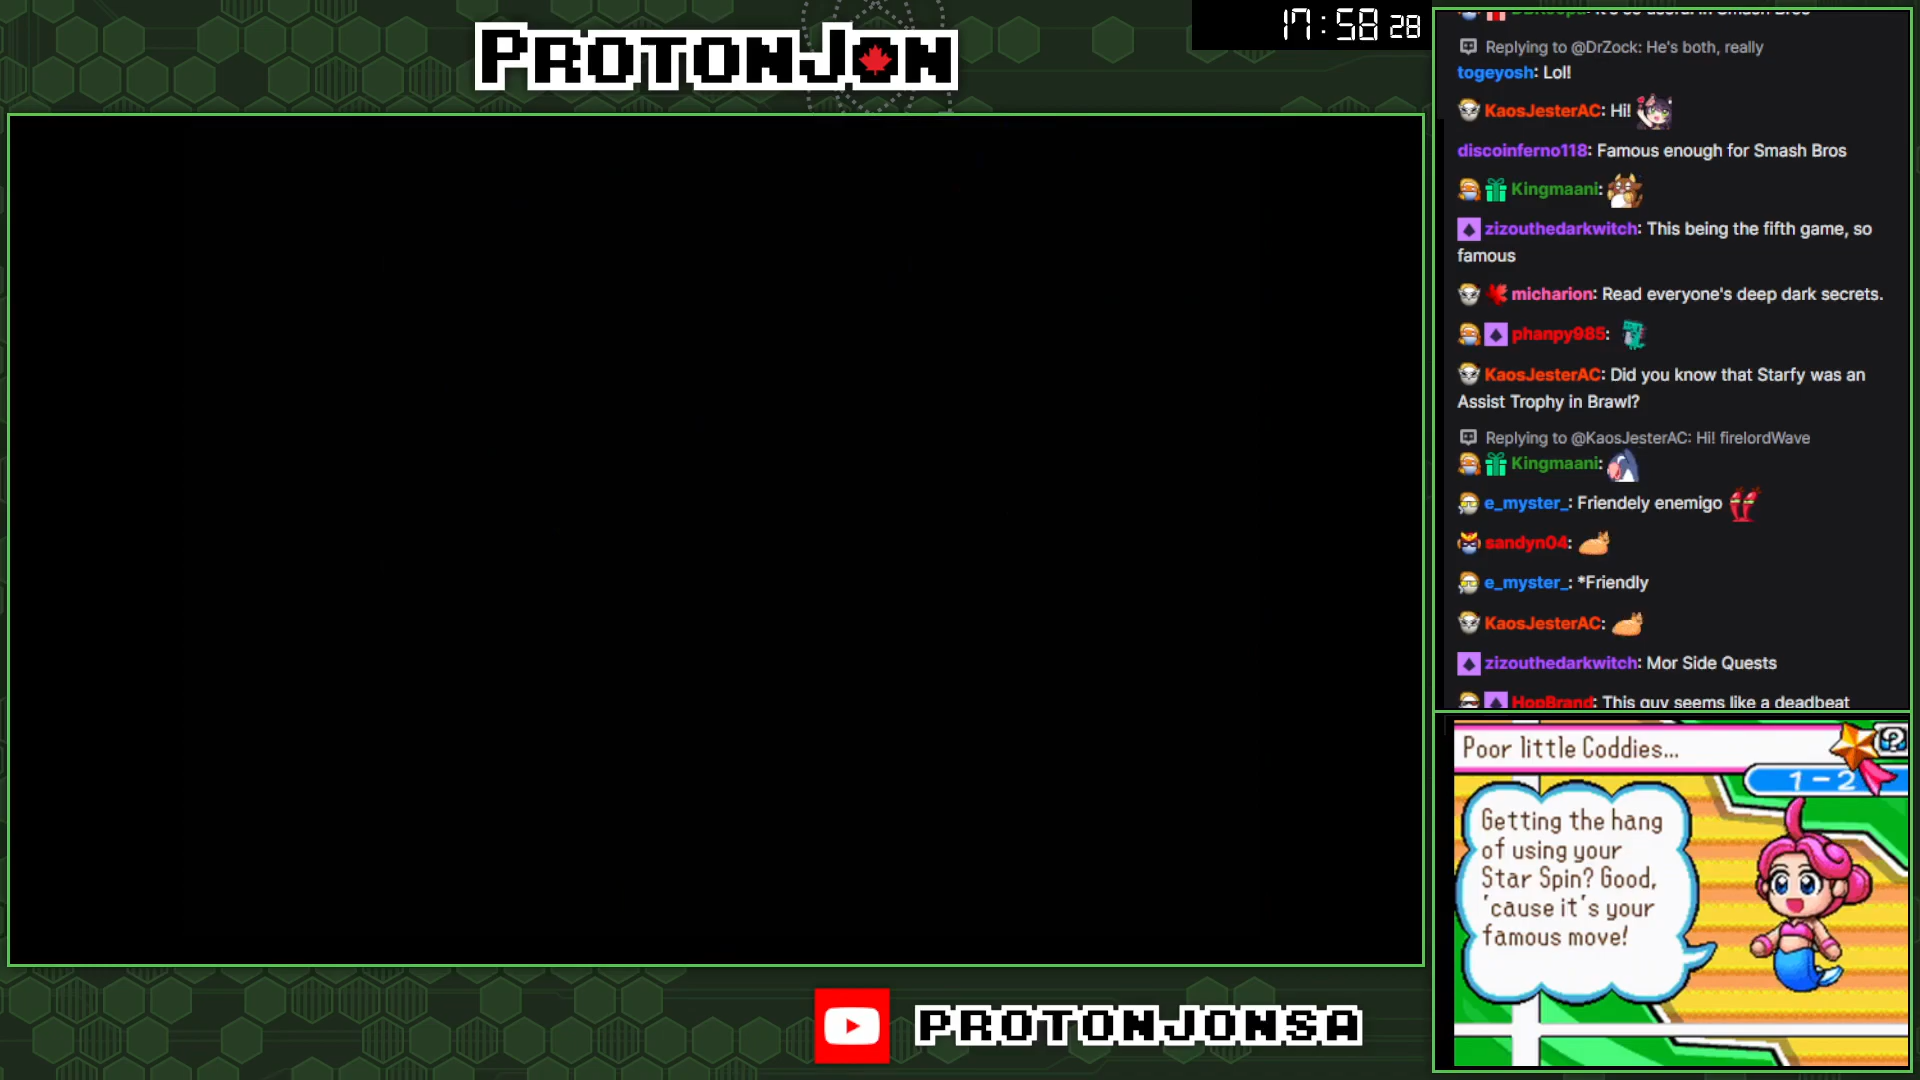 PROTONJON
17:58 28
Replying to @DrZock: He's both, really
togeyosh: Lol!
KaosJesterAC: Hi!
discoinferno118: Famous enough for Smash Bros
Kingmaani:
zizouthedarkwitch: This being the fifth game, so
famous
micharion: Read everyone's deep dark secrets.
phanpy985:
KaosJesterAC: Did you know that Starfy was an
Assist Trophy in Brawl?
Replying to @KaosJesterAC: Hi! firelordWave
Kingmaani:
e_myster_: Friendely enemigo
sandyn04:
e_myster_: *Friendly
KaosJesterAC:
zizouthedarkwitch: Mor Side Quests
HopBrand: This guy seems like a deadbeat
Poor little Coddies...
1-2
Getting the hang
of using your
Star Spin? Good,
'cause it's your
famous move!
PROTONJONSA